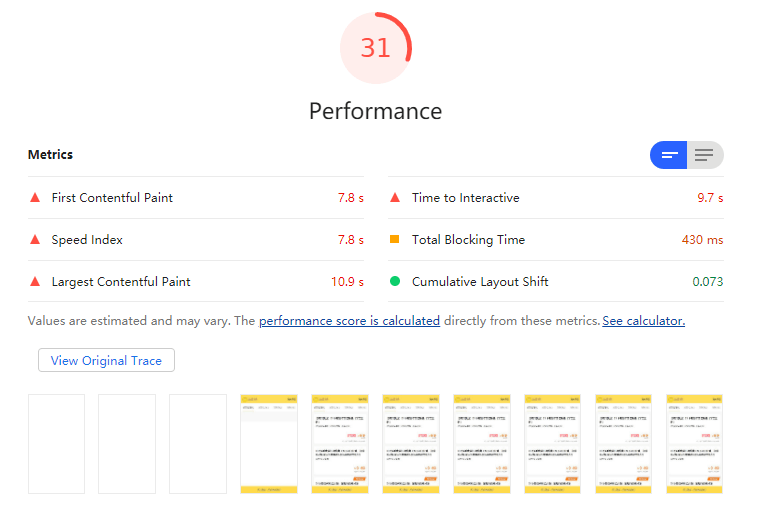 31
Performance
Metrics
First Contentful Paint 7.8 s
Time to Interactive 9.7 s
Speed Index 7.8 s
Total Blocking Time 430 ms
Largest Contentful Paint 10.9 s
Cumulative Layout Shift 0.073
Values are estimated and may vary. The performance score is calculated directly from these metrics. See calculator.
View Original Trace